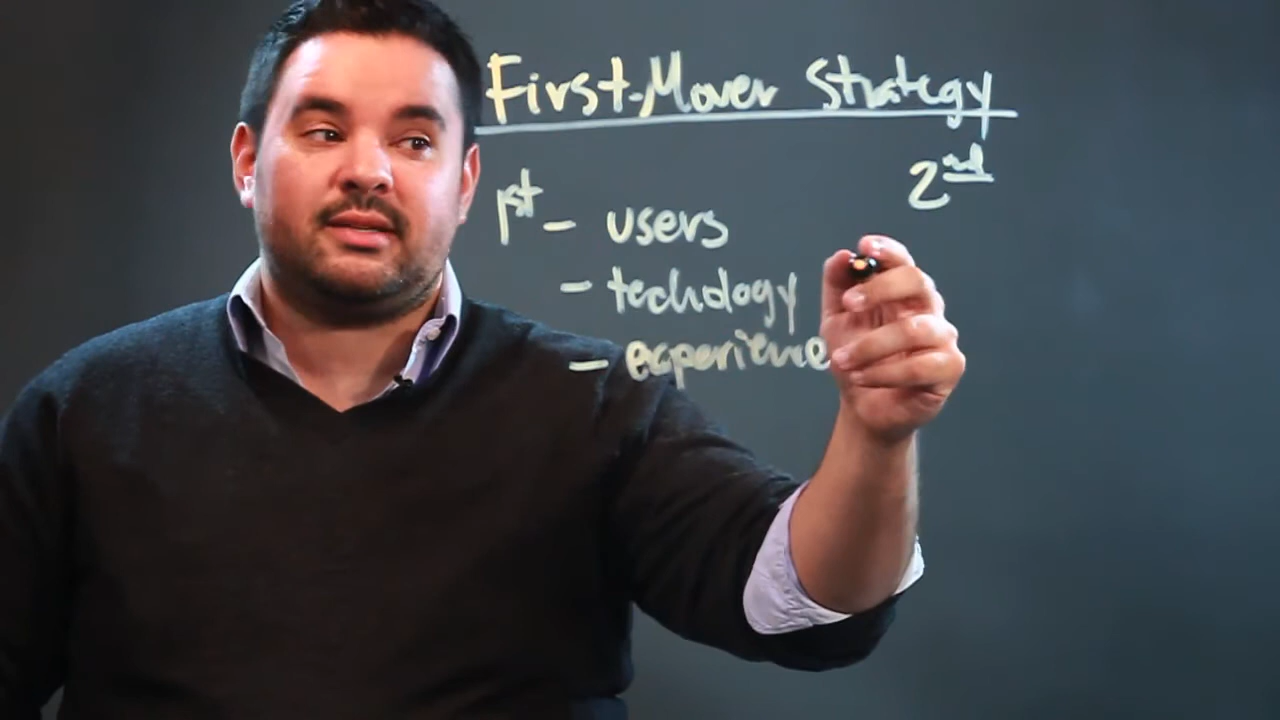 First-Mover Strategy
1st - users
- techology
- experience
2nd